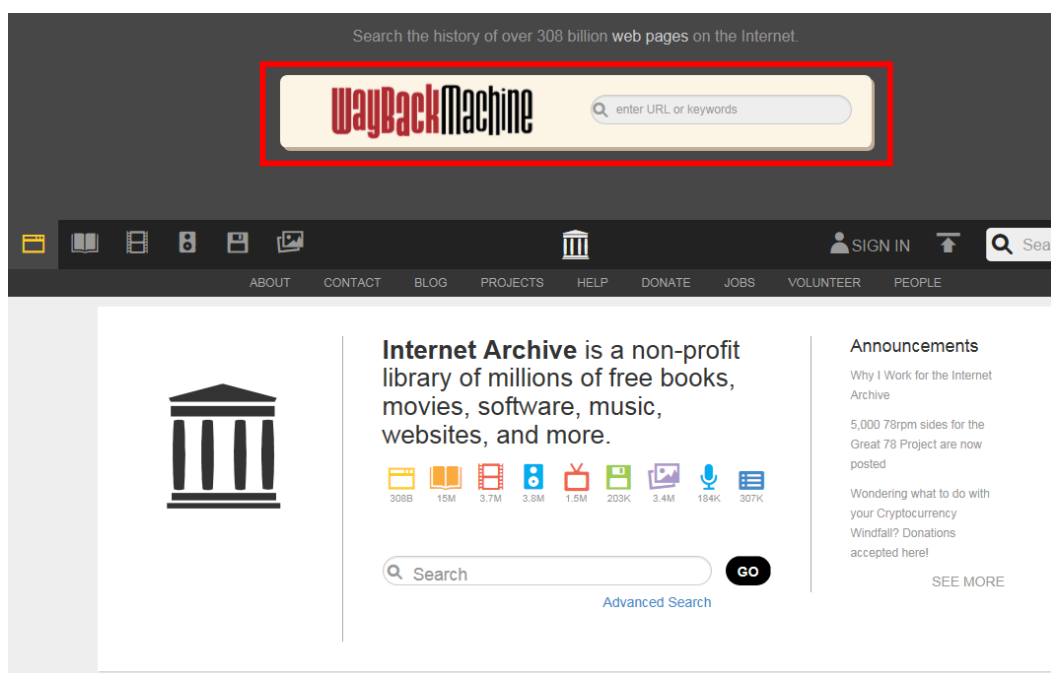 Search the history of over 308 billion web pages on the Internet.
WayBackMachine
enter URL or keywords
SIGN IN
Sea
ABOUT CONTACT BLOG PROJECTS HELP DONATE JOBS VOLUNTEER PEOPLE
Internet Archive is a non-profit
library of millions of free books,
movies, software, music,
websites, and more.
308B 15M 3.7M 3.8M 1.5M 203K 3.4M 184K 307K
Search
GO
Advanced Search
Announcements
Why I Work for the Internet
Archive
5,000 78rpm sides for the
Great 78 Project are now
posted
Wondering what to do with
your Cryptocurrency
Windfall? Donations
accepted here!
SEE MORE